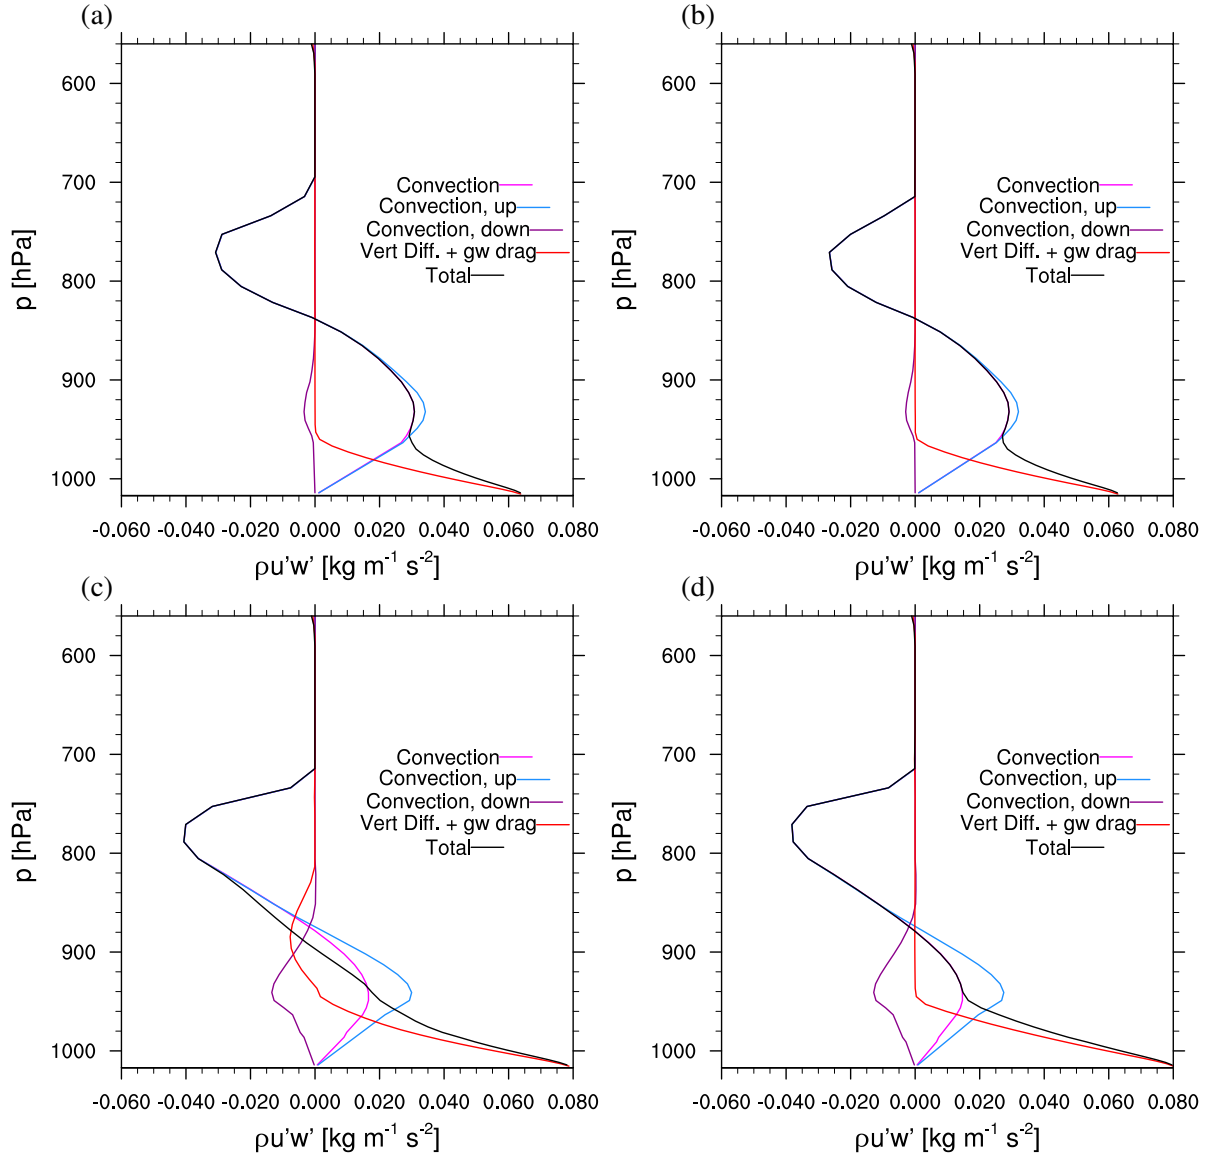 (a)
600
700
800
900
1000
p [hPa]
Convection
Convection, up
Convection, down
Vert Diff. + gw drag
Total
-0.060 -0.040 -0.020 0.000 0.020 0.040 0.060 0.080
ρu'w' [kg m⁻¹ s⁻²]
(b)
600
700
800
900
1000
p [hPa]
Convection
Convection, up
Convection, down
Vert Diff. + gw drag
Total
-0.060 -0.040 -0.020 0.000 0.020 0.040 0.060 0.080
ρu'w' [kg m⁻¹ s⁻²]
(c)
600
700
800
900
1000
p [hPa]
Convection
Convection, up
Convection, down
Vert Diff. + gw drag
Total
-0.060 -0.040 -0.020 0.000 0.020 0.040 0.060 0.080
ρu'w' [kg m⁻¹ s⁻²]
(d)
600
700
800
900
1000
p [hPa]
Convection
Convection, up
Convection, down
Vert Diff. + gw drag
Total
-0.060 -0.040 -0.020 0.000 0.020 0.040 0.060 0.080
ρu'w' [kg m⁻¹ s⁻²]